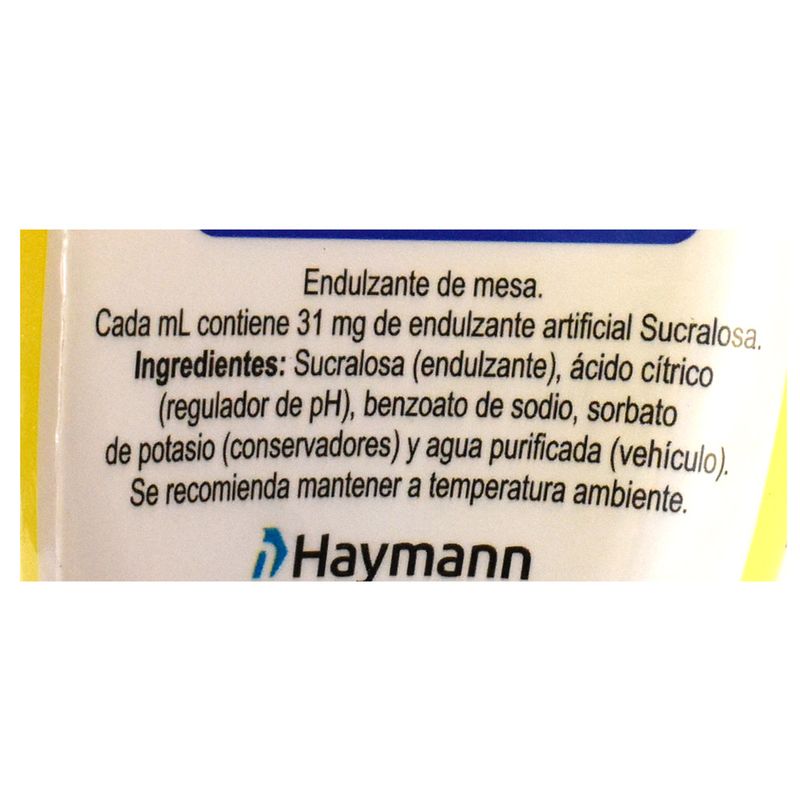 Endulzante de mesa.
Cada mL contiene 31 mg de endulzante artificial Sucralosa.
Ingredientes: Sucralosa (endulzante), ácido cítrico
(regulador de pH), benzoato de sodio, sorbato
de potasio (conservadores) y agua purificada (vehículo).
Se recomienda mantener a temperatura ambiente.
Haymann